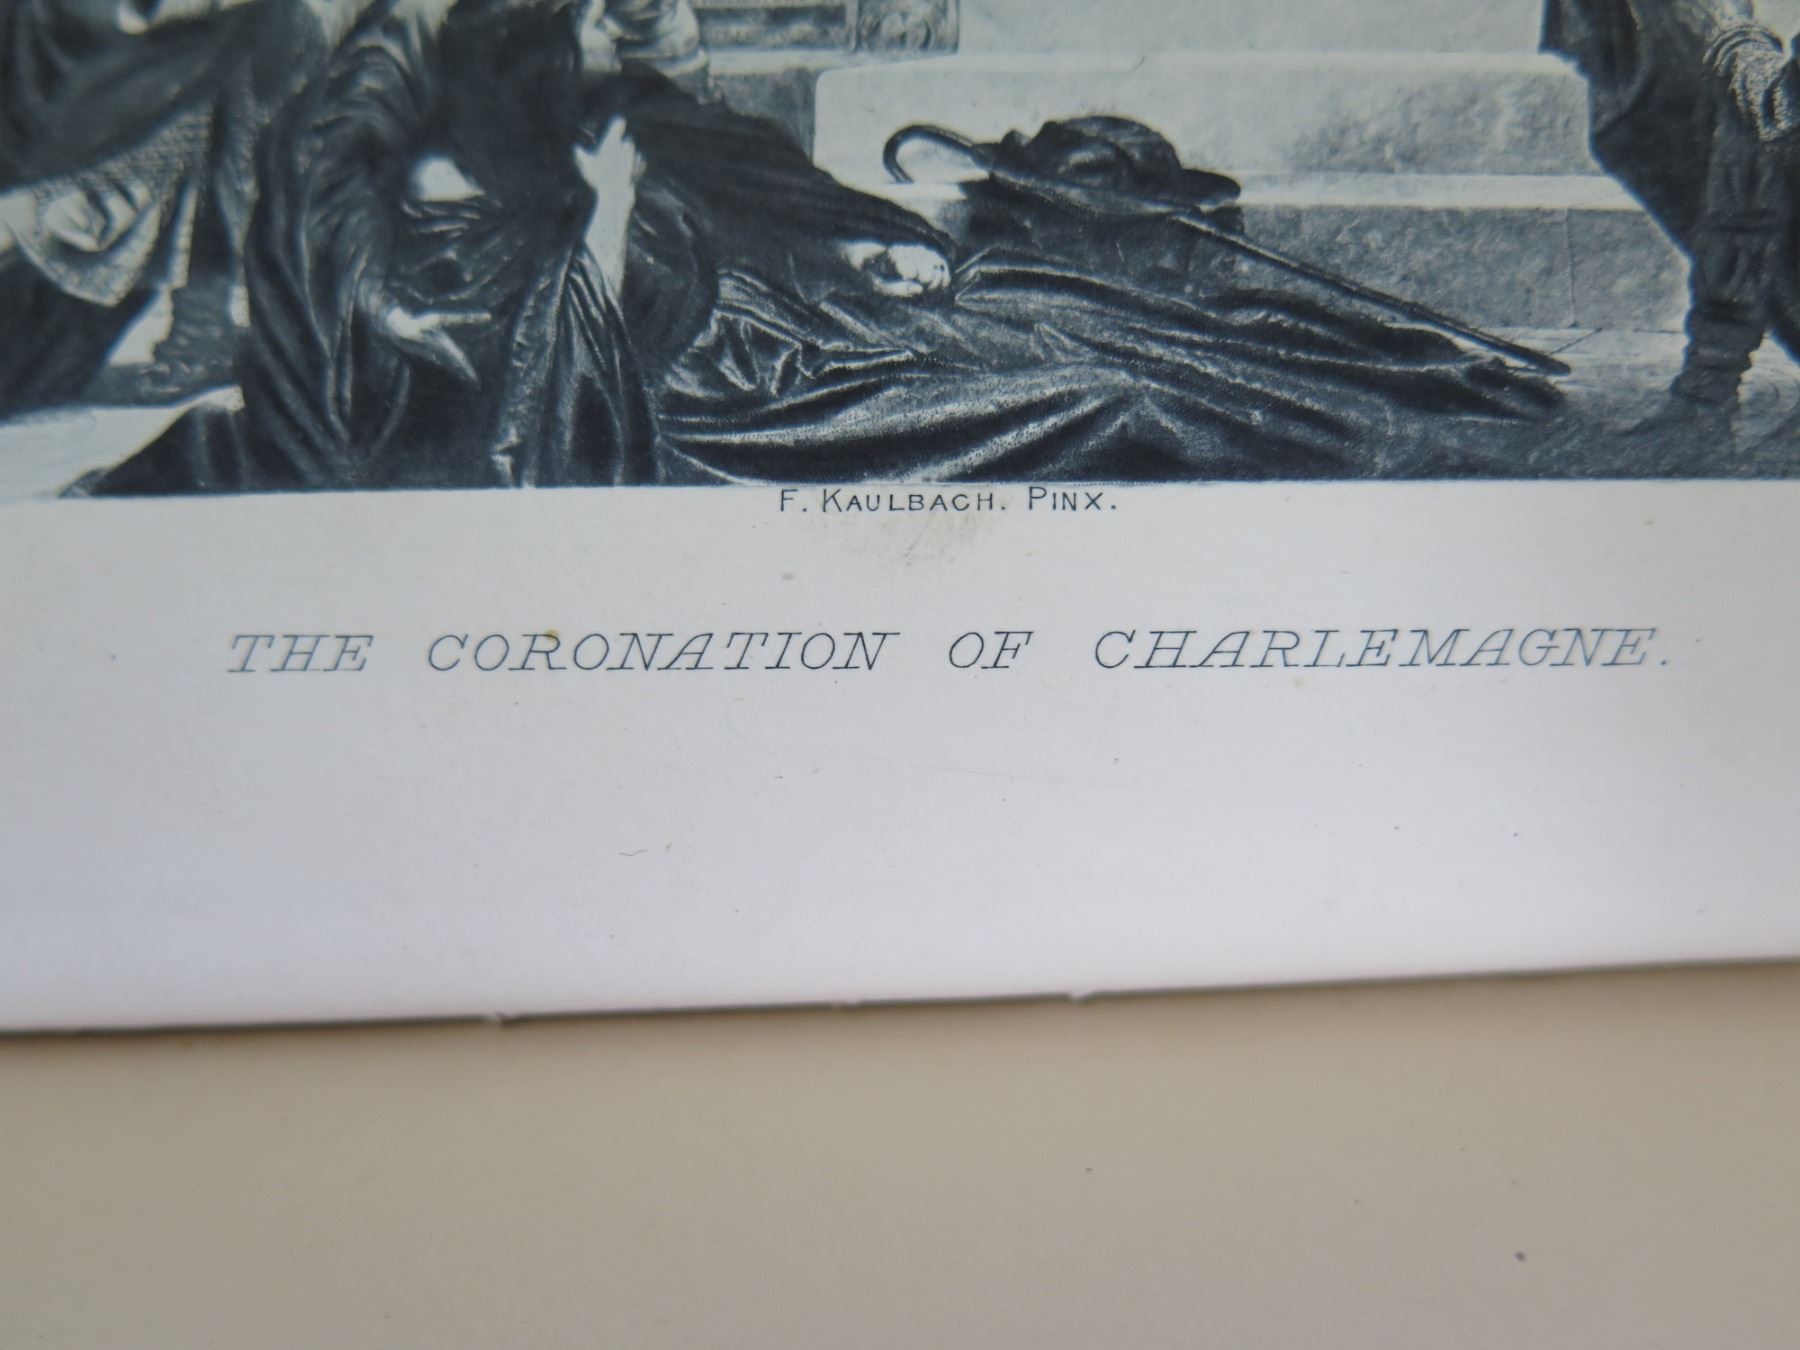 F. KAULBACH. PINX.
THE CORONATION OF CHARLEMAGNE.